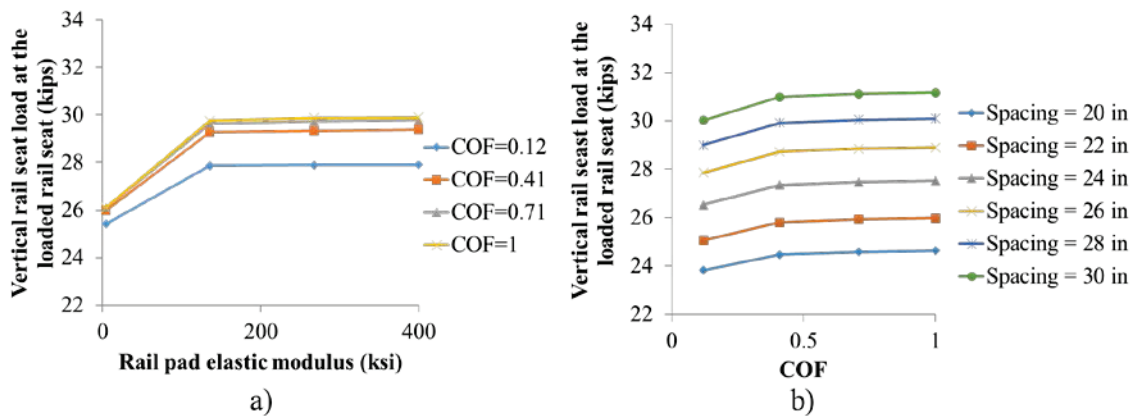 Vertical rail seat load at the
loaded rail seat (kips)
34
32
30
28
26
24
22
0
200
400
Rail pad elastic modulus (ksi)
COF=0.12
COF=0.41
COF=0.71
COF=1
a)
Vertical rail seast load at the
loaded rail seat (kips)
34
32
30
28
26
24
22
0.5
1
COF
Spacing = 20 in
Spacing = 22 in
Spacing = 24 in
Spacing = 26 in
Spacing = 28 in
Spacing = 30 in
b)